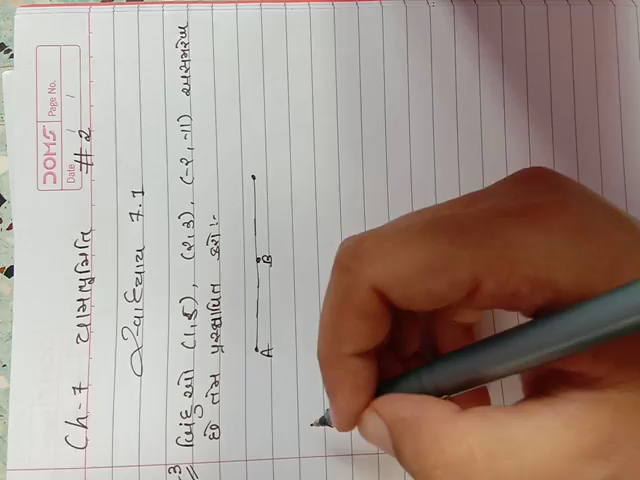 DOMS
Page No.
Date / /
Ch-7 યામભૂમિતિ #2
સ્વાધ્યાય 7.1
-3 બિંદુઓ (1,5), (2,3), (-2,-11) અસમરેખ
છે તેમ પ્રસ્થાપિત કરો:-
A B